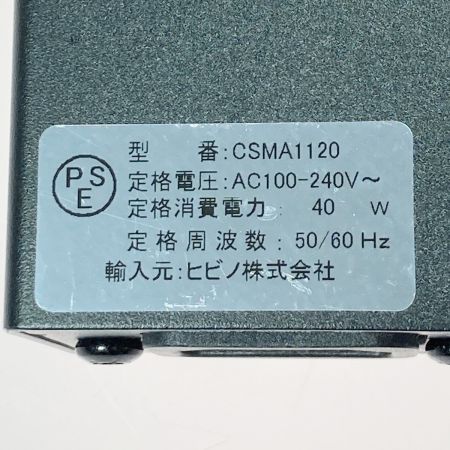 PSE
型 番:CSMA1120
定格電圧:AC100-240V～
定格消費電力: 40 W
定格周波数: 50/60 Hz
輸入元:ヒビノ株式会社